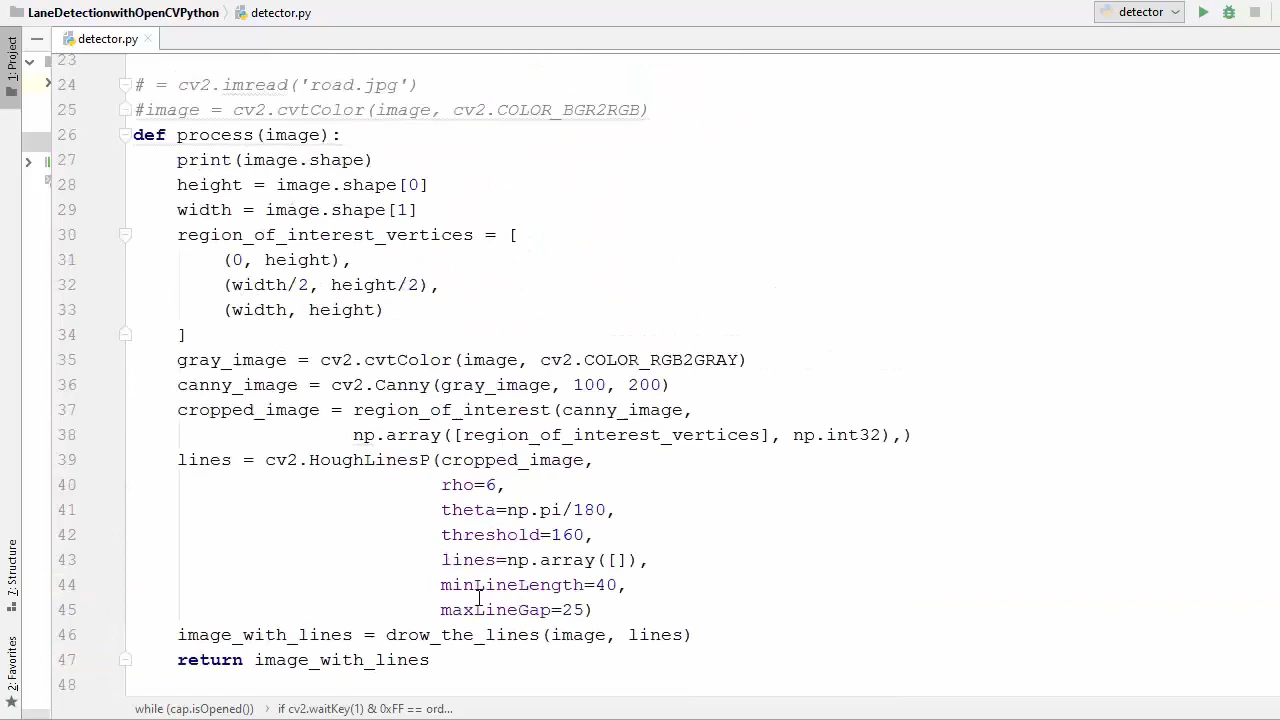 LaneDetectionwithOpenCVPython detector.py detector
detector.py
1: Project
23
24 # = cv2.imread('road.jpg')
25 #image = cv2.cvtColor(image, cv2.COLOR_BGR2RGB)
26 def process(image):
27 print(image.shape)
28 height = image.shape[0]
29 width = image.shape[1]
30 region_of_interest_vertices = [
31 (0, height),
32 (width/2, height/2),
33 (width, height)
34 ]
35 gray_image = cv2.cvtColor(image, cv2.COLOR_RGB2GRAY)
36 canny_image = cv2.Canny(gray_image, 100, 200)
37 cropped_image = region_of_interest(canny_image,
38 np.array([region_of_interest_vertices], np.int32),)
39 lines = cv2.HoughLinesP(cropped_image,
40 rho=6,
41 theta=np.pi/180,
42 threshold=160,
43 lines=np.array([]),
44 minLineLength=40,
45 maxLineGap=25)
46 image_with_lines = drow_the_lines(image, lines)
47 return image_with_lines
48
7: Structure
2: Favorites
while (cap.isOpened()) if cv2.waitKey(1) & 0xFF == ord...